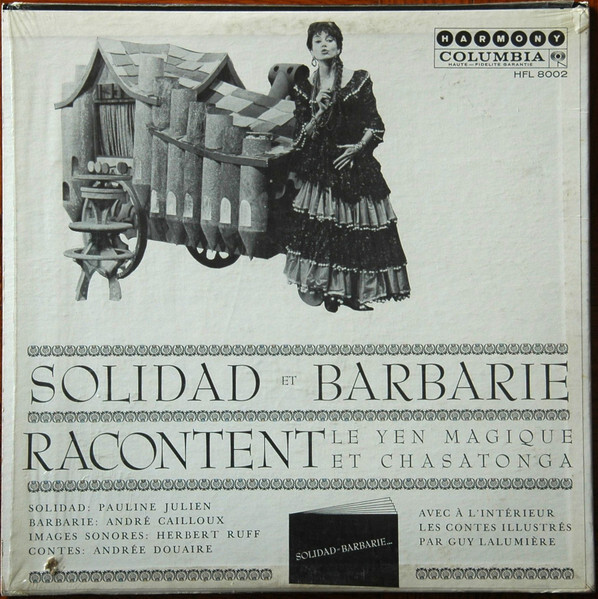 HARMONY
COLUMBIA
HAUTE—FIDELITE GARANTIE
HFL 8002
SOLIDAD ET BARBARIE
RACONTENT LE YEN MAGIQUE
ET CHASATONGA
SOLIDAD: PAULINE JULIEN
BARBARIE: ANDRÉ CAILLOUX
IMAGES SONORES: HERBERT RUFF
CONTES: ANDRÉE DOUAIRE
SOLIDAD ET BARBARIE...
AVEC À L'INTÉRIEUR
LES CONTES ILLUSTRÉS
PAR GUY LALUMIÈRE